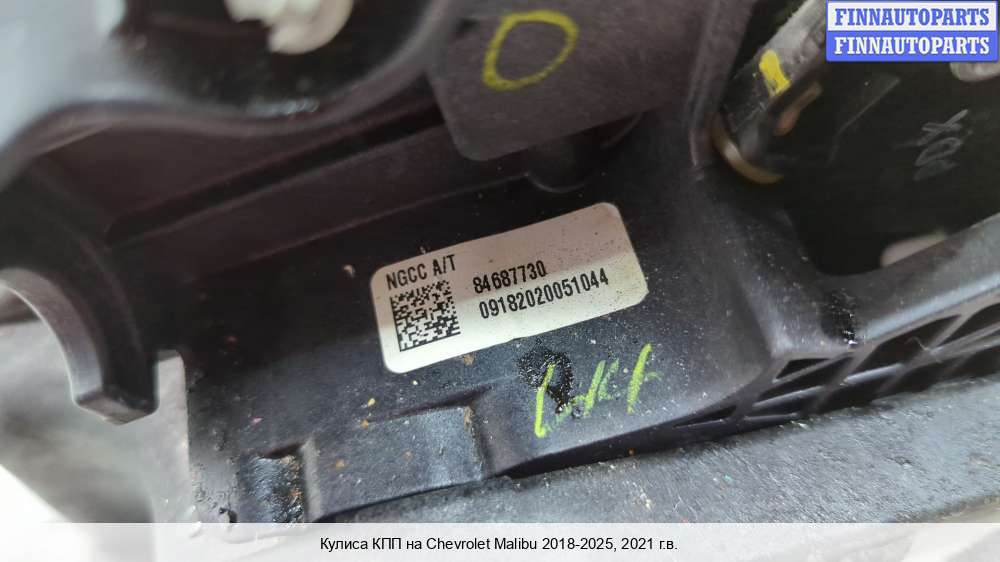 FINNAUTOPARTS
FINNAUTOPARTS
NGCC A/T
84687730
09182020051044
Кулиса КПП на Chevrolet Malibu 2018-2025, 2021 г.в.